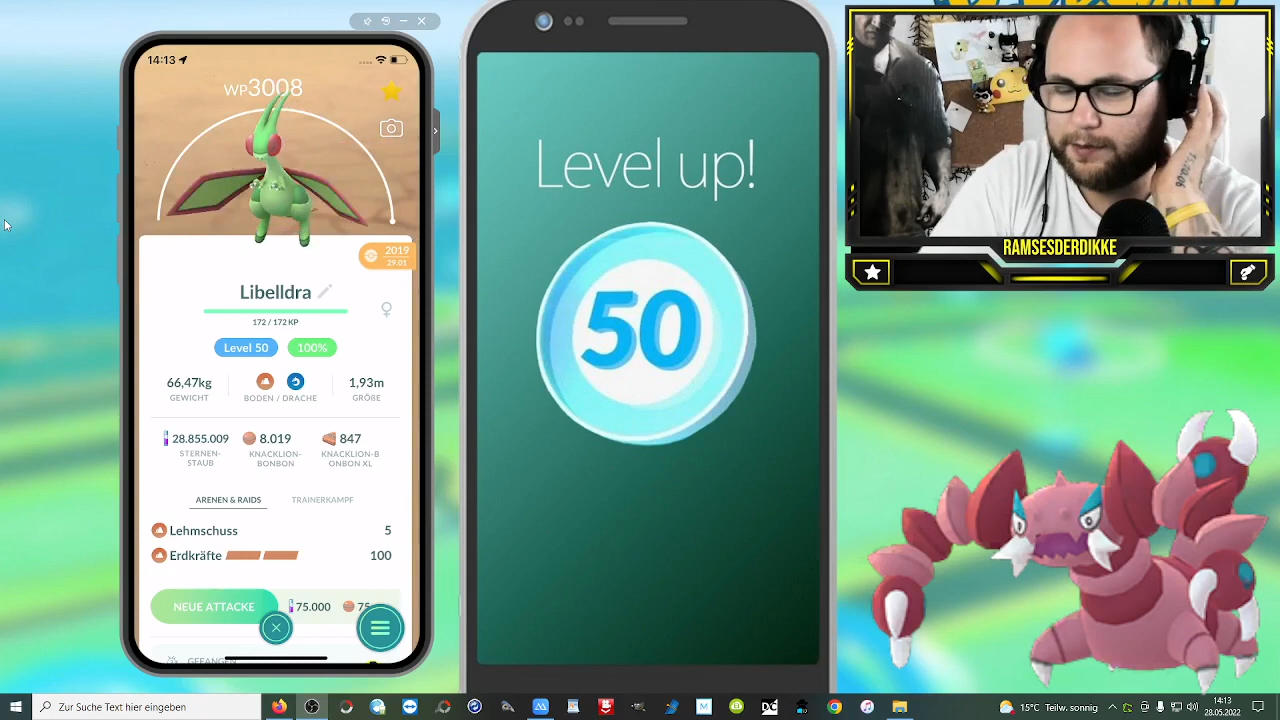 14:13
WP3008
2019
29.01
Libelldra
172 / 172 KP
Level 50
100%
66,47kg
GEWICHT
BODEN / DRACHE
1,93m
GRÖßE
28.855.009
STERNEN-
STAUB
8.019
KNACKLION-
BONBON
847
KNACKLION-B
ONBON XL
ARENEN & RAIDS
TRAINERKAMPF
Lehmschuss
5
Erdkräfte
100
NEUE ATTACKE
75.000
75
GEFANGEN
Level up!
50
RAMSESDERDIKKE
Zur Suche Text hier eingeben
15°C Teilw. sonnig
14:13
28.05.2022